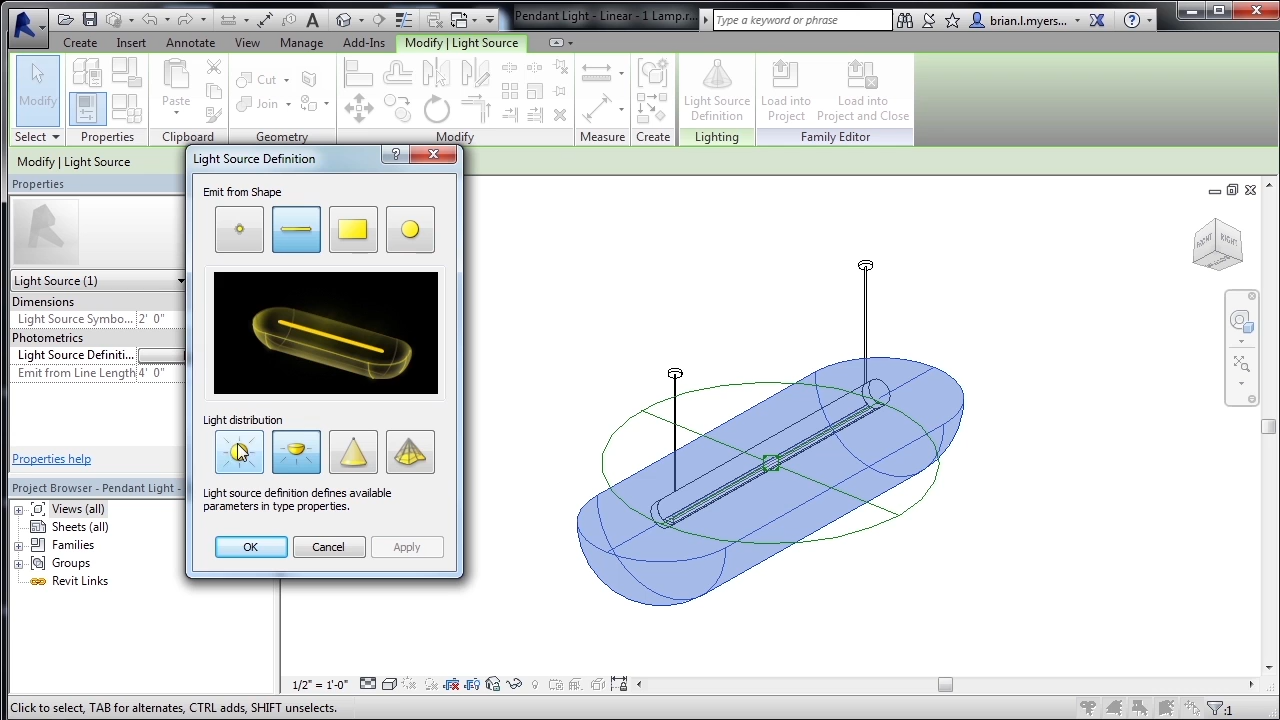 Pendant Light - Linear - 1 Lamp.r...
Type a keyword or phrase
brian.l.myers...
Create Insert Annotate View Manage Add-Ins Modify | Light Source
Modify
Paste
Cut
Join
Light Source
Definition
Load into
Project
Load into
Project and Close
Select Properties Clipboard Geometry Modify Measure Create Lighting Family Editor
Modify | Light Source
Properties
Light Source (1)
Dimensions
Light Source Symbo... 2' 0"
Photometrics
Light Source Definiti...
Emit from Line Length 4' 0"
Properties help
Project Browser - Pendant Light -
Views (all)
Sheets (all)
Families
Groups
Revit Links
Light Source Definition
Emit from Shape
Light distribution
Light source definition defines available
parameters in type properties.
OK Cancel Apply
FRONT RIGHT
1/2" = 1'-0"
Click to select, TAB for alternates, CTRL adds, SHIFT unselects.
:1